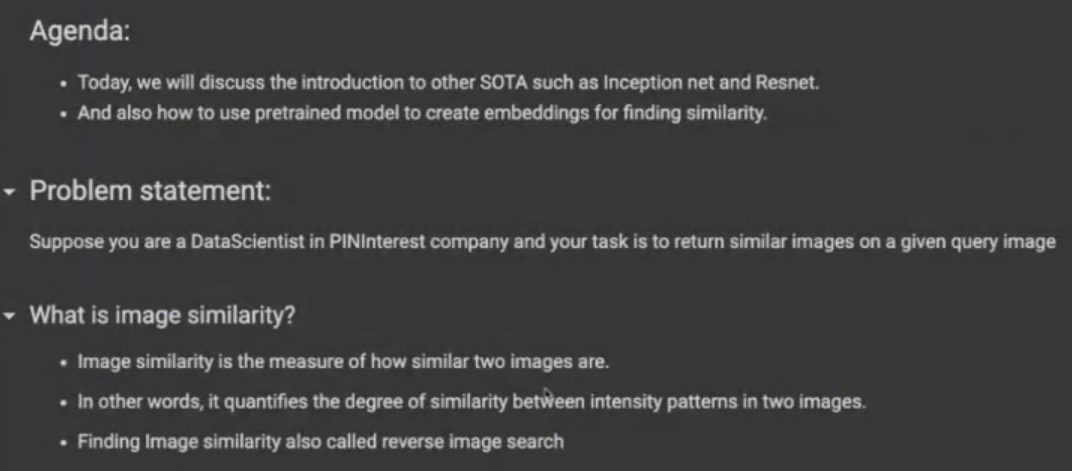 Agenda:
• Today, we will discuss the introduction to other SOTA such as Inception net and Resnet.
• And also how to use pretrained model to create embeddings for finding similarity.
Problem statement:
Suppose you are a DataScientist in PINInterest company and your task is to return similar images on a given query image
What is image similarity?
• Image similarity is the measure of how similar two images are.
• In other words, it quantifies the degree of similarity between intensity patterns in two images.
• Finding Image similarity also called reverse image search